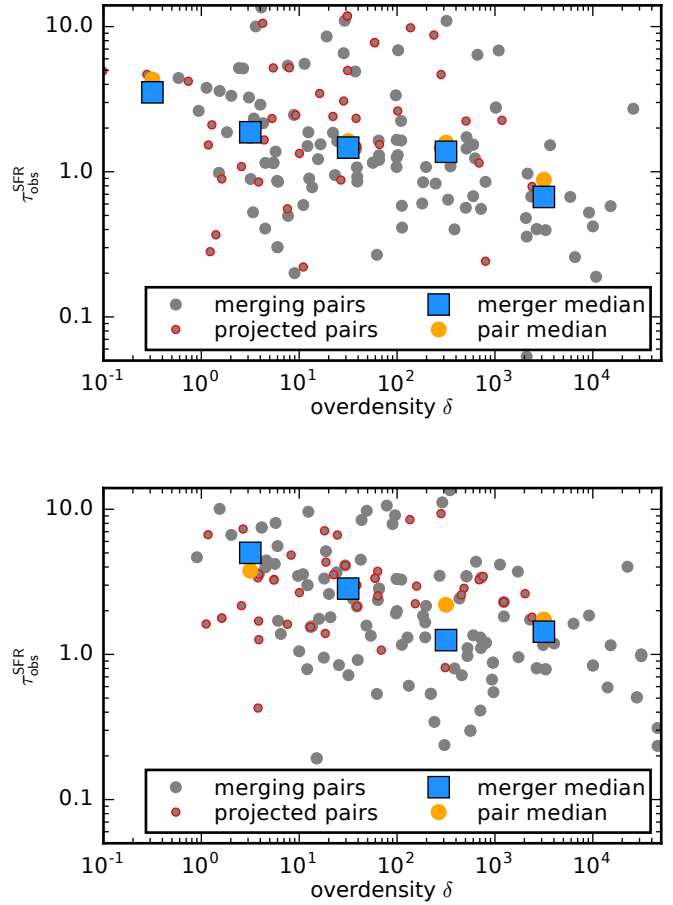 10.0
1.0
0.1
τ_obs^SFR
merging pairs
merger median
projected pairs
pair median
10^-1 10^0 10^1 10^2 10^3 10^4
overdensity δ
10.0
1.0
0.1
τ_obs^SFR
merging pairs
merger median
projected pairs
pair median
10^-1 10^0 10^1 10^2 10^3 10^4
overdensity δ